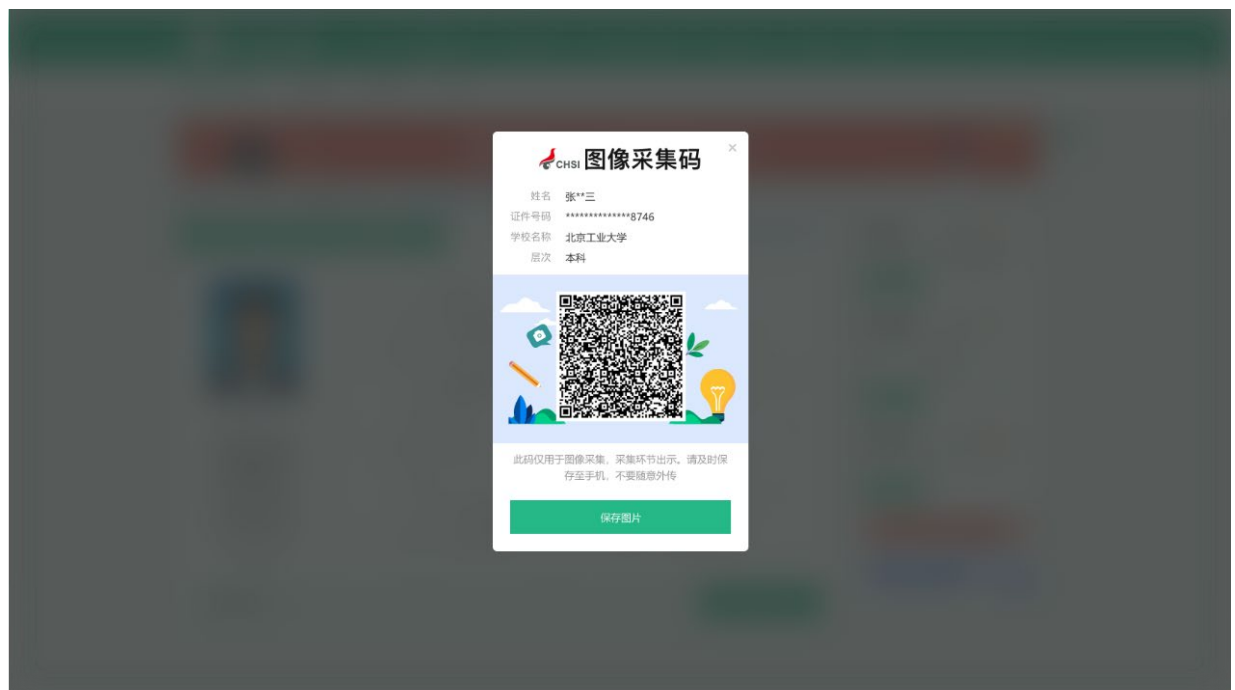 CHSI 图像采集码
×
姓名 张**三
证件号码 **************8746
学校名称 北京工业大学
层次 本科
此码仅用于图像采集，采集环节出示。请及时保
存至手机，不要随意外传
保存图片